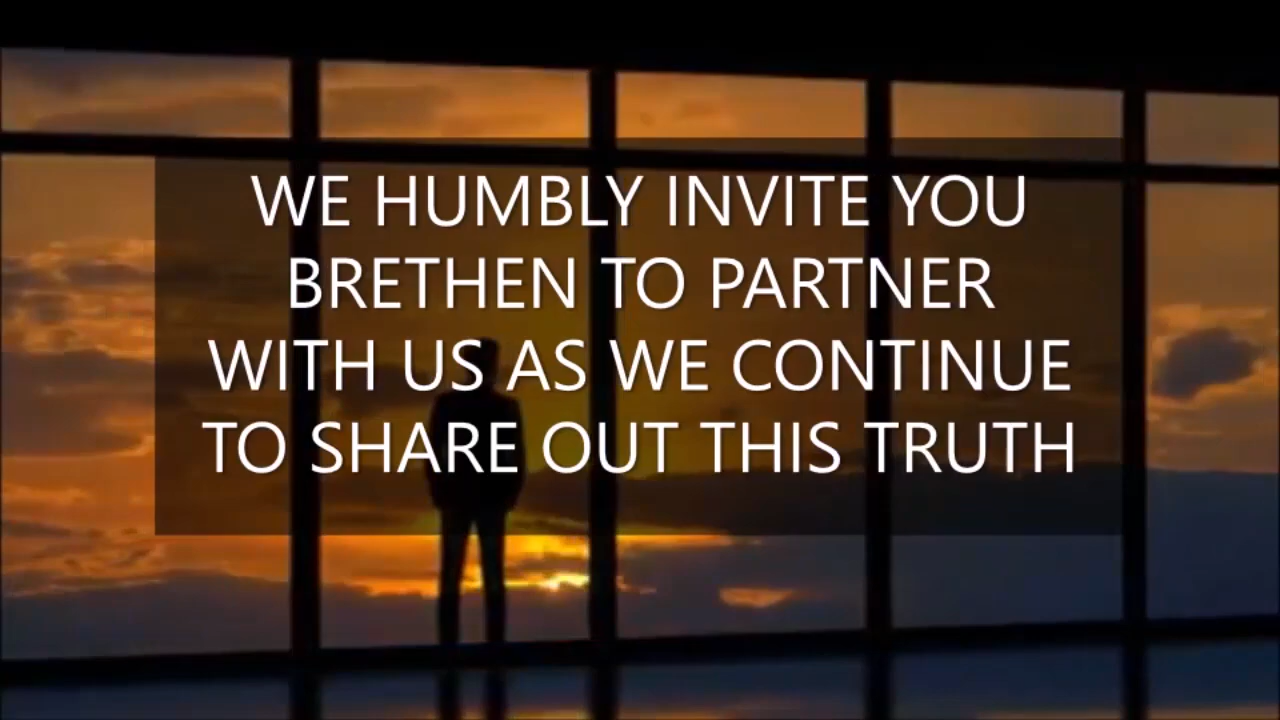 WE HUMBLY INVITE YOU
BRETHEN TO PARTNER
WITH US AS WE CONTINUE
TO SHARE OUT THIS TRUTH